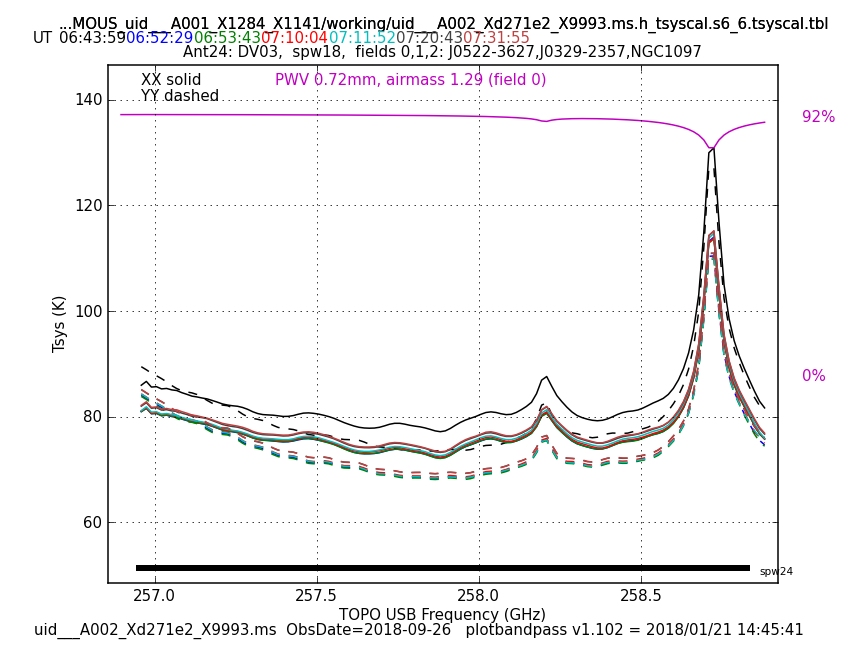 ...MOUS_uid___A001_X1284_X1141/working/uid___A002_Xd271e2_X9993.ms.h_tsyscal.s6_6.tsyscal.tbl
UT 06:43:59 06:52:29 06:53:43 07:10:04 07:11:52 07:20:43 07:31:55
Ant24: DV03,  spw18,  fields 0,1,2: J0522-3627,J0329-2357,NGC1097
XX solid
PWV 0.72mm, airmass 1.29 (field 0)
YY dashed
140
92%
120
100
Tsys (K)
0%
80
60
spw24
257.0 257.5 258.0 258.5
TOPO USB Frequency (GHz)
uid___A002_Xd271e2_X9993.ms  ObsDate=2018-09-26   plotbandpass v1.102 = 2018/01/21 14:45:41